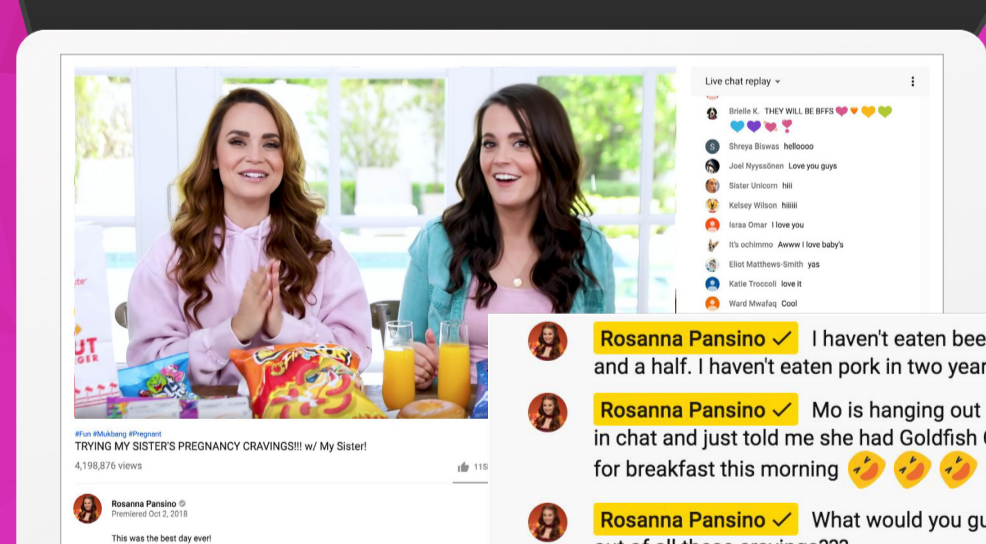 Live chat replay
Brielle K. THEY WILL BE BFFS
Shreya Biswas helloooo
Joel Nyyssönen Love you guys
Sister Unicorn hiii
Kelsey Wilson hiiiiii
Israa Omar I love you
It's ochimmo Awww I love baby's
Eliot Matthews-Smith yas
Katie Troccoli love it
Ward Mwafaq Cool
Rosanna Pansino I haven't eaten
and a half. I haven't eaten pork in two
Rosanna Pansino Mo is hanging out
in chat and just told me she had Goldfish
for breakfast this morning
Rosanna Pansino What would you
#Fun #Mukbang #Pregnant
TRYING MY SISTER'S PREGNANCY CRAVINGS!!! w/ My Sister!
4,198,876 views
Rosanna Pansino
Premiered Oct 2, 2018
This was the best day ever!